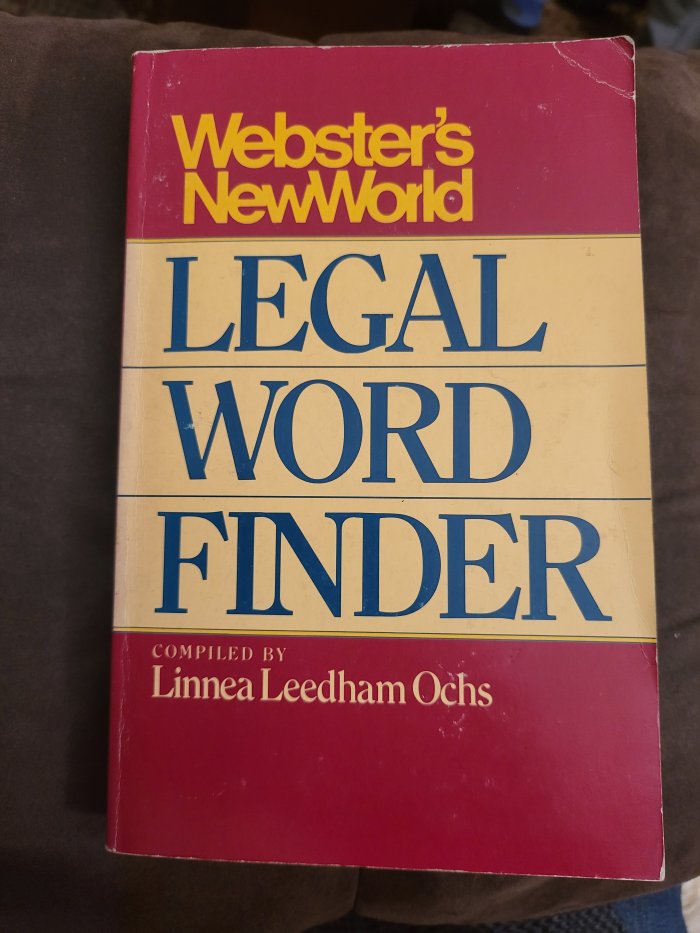 Webster's
NewWorld
LEGAL
WORD
FINDER
COMPILED BY
Linnea Leedham Ochs